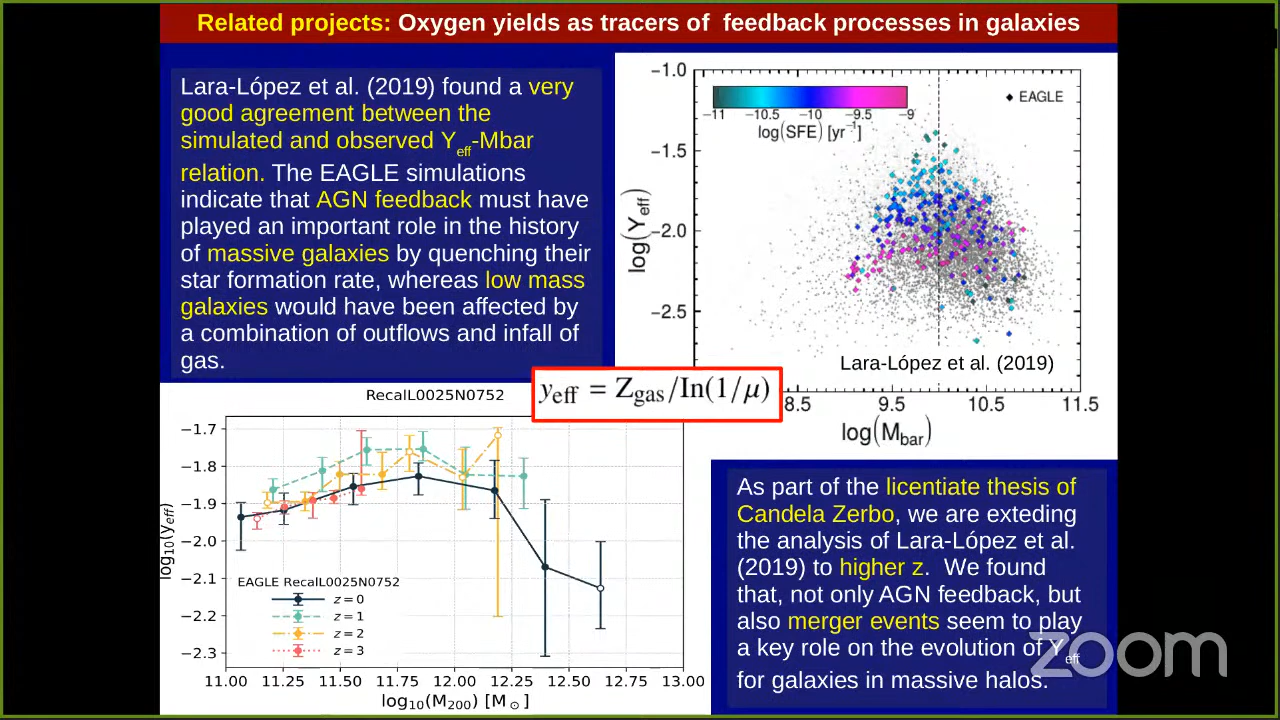 Related projects: Oxygen yields as tracers of feedback processes in galaxies
Lara-López et al. (2019) found a very
good agreement between the
simulated and observed Yeff-Mbar
relation. The EAGLE simulations
indicate that AGN feedback must have
played an important role in the history
of massive galaxies by quenching their
star formation rate, whereas low mass
galaxies would have been affected by
a combination of outflows and infall of
gas.
−1.0
−1.5
−2.0
−2.5
log(Yeff)
−11 −10.5 −10 −9.5 −9
log(SFE) [yr⁻¹]
EAGLE
Lara-López et al. (2019)
8.5 9.5 10.5 11.5
log(Mbar)
yeff = Zgas/In(1/μ)
RecalL0025N0752
−1.7
−1.8
−1.9
−2.0
−2.1
−2.2
−2.3
log10(yeff)
EAGLE RecalL0025N0752
z = 0
z = 1
z = 2
z = 3
11.00 11.25 11.50 11.75 12.00 12.25 12.50 12.75 13.00
log10(M200) [M⊙]
As part of the licentiate thesis of
Candela Zerbo, we are exteding
the analysis of Lara-López et al.
(2019) to higher z. We found
that, not only AGN feedback, but
also merger events seem to play
a key role on the evolution of Yeff
for galaxies in massive halos.
zoom